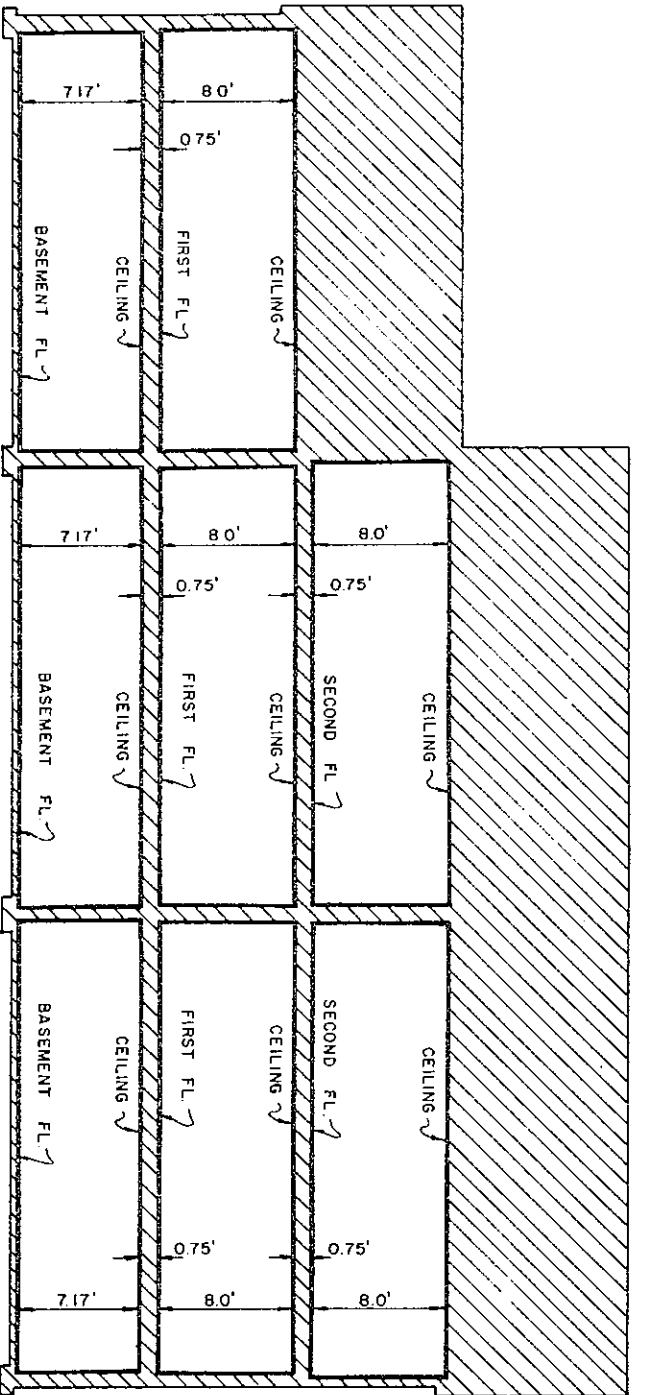 7 17'
8 0'
0 75'
CEILING
FIRST FL.
CEILING
BASEMENT FL.
7 17'
8 0'
8.0'
0.75'
0.75'
CEILING
SECOND FL
CEILING
FIRST FL.
CEILING
BASEMENT FL.
CEILING
SECOND FL.
CEILING
FIRST FL.
CEILING
BASEMENT FL.
0.75'
0.75'
7.17'
8.0'
8.0'